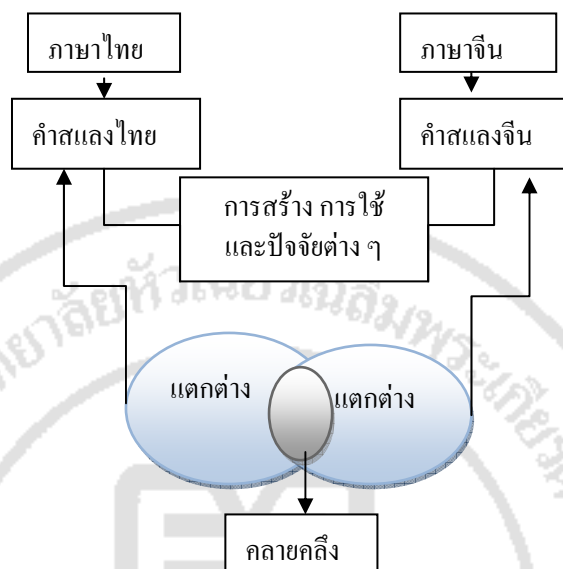 ภาษาไทย
ภาษาจีน
คำสแลงไทย
คำสแลงจีน
การสร้าง การใช้
และปัจจัยต่าง ๆ
แตกต่าง
แตกต่าง
คลายคลึง